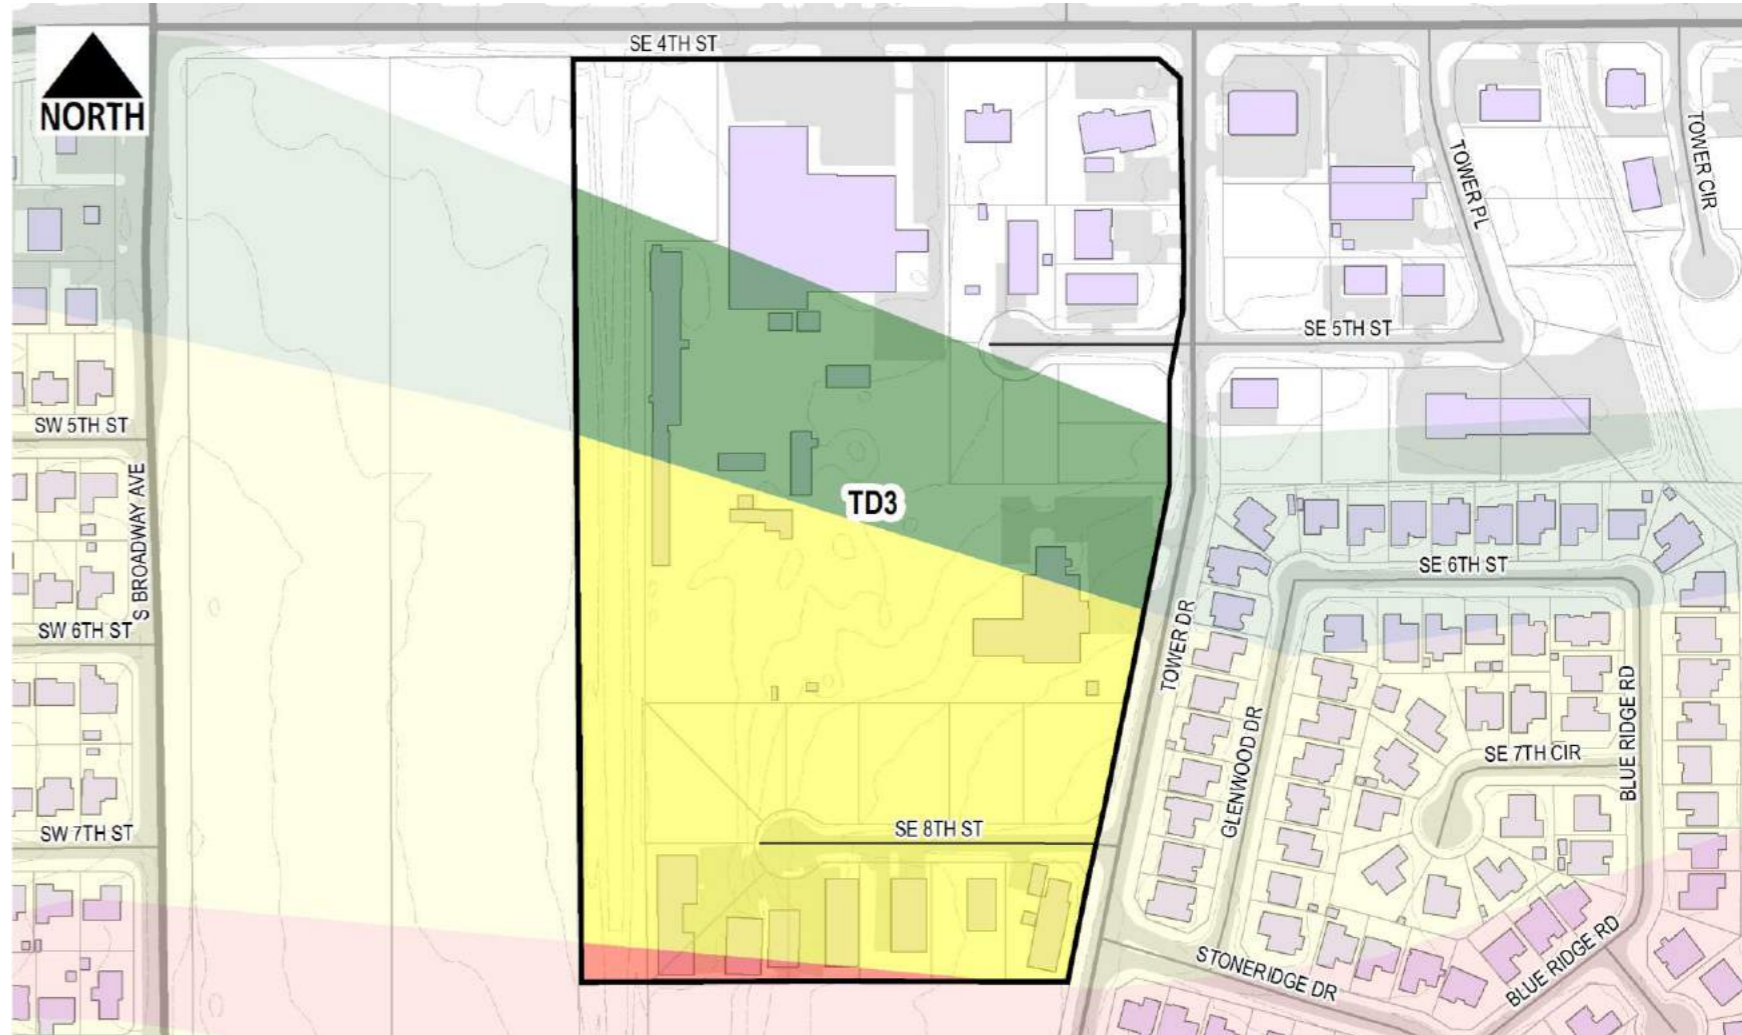 SE 4TH ST
NORTH
TOWER CIR
TOWER PL
SE 5TH ST
SW 5TH ST
S BROADWAY AVE
TD3
SE 6TH ST
SW 6TH ST
TOWER DR
GLENWOOD DR
BLUE RIDGE RD
SE 7TH CIR
SW 7TH ST
SE 8TH ST
STONERIDGE DR
BLUE RIDGE RD